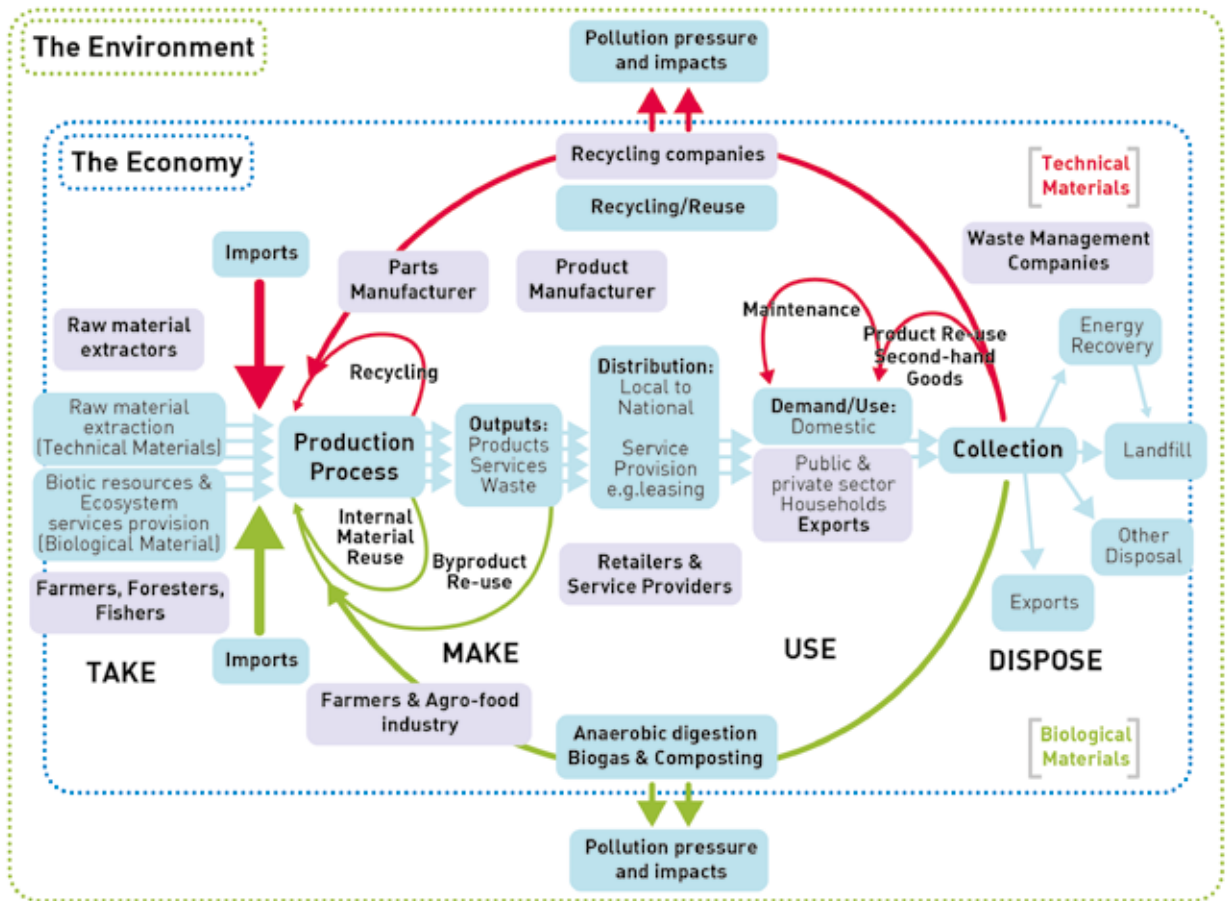 The Environment
Pollution pressure
and impacts
The Economy
Recycling companies
Recycling/Reuse
[Technical
Materials]
Imports
Parts
Manufacturer
Product
Manufacturer
Waste Management
Companies
Raw material
extractors
Maintenance
Product Re-use
Second-hand
Goods
Energy
Recovery
Recycling
Raw material
extraction
(Technical Materials)
Biotic resources &
Ecosystem
services provision
(Biological Material)
Production
Process
Outputs:
Products
Services
Waste
Distribution:
Local to
National
Service
Provision
e.g.leasing
Demand/Use:
Domestic
Public &
private sector
Households
Exports
Collection
Landfill
Other
Disposal
Exports
Internal
Material
Reuse
Byproduct
Re-use
Retailers &
Service Providers
Farmers, Foresters,
Fishers
Imports
TAKE
MAKE
USE
DISPOSE
Farmers & Agro-food
industry
Anaerobic digestion
Biogas & Composting
[Biological
Materials]
Pollution pressure
and impacts